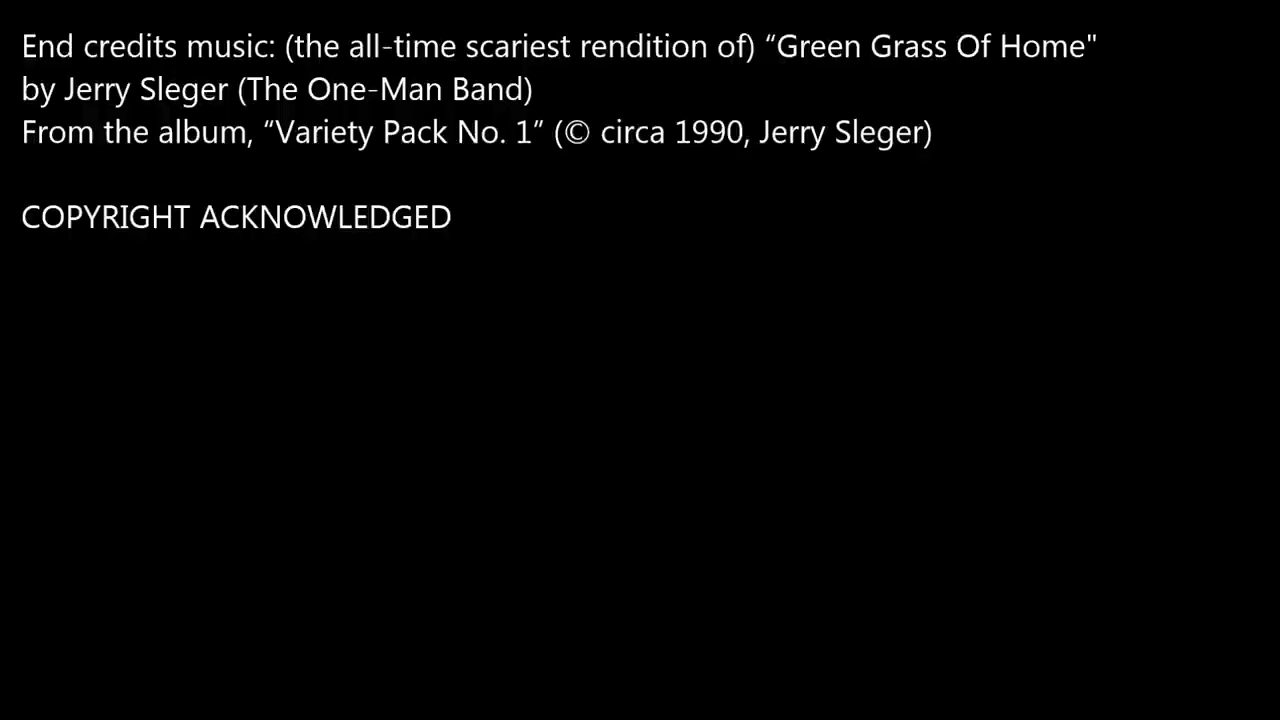 End credits music: (the all-time scariest rendition of) “Green Grass Of Home"
by Jerry Sleger (The One-Man Band)
From the album, “Variety Pack No. 1” (© circa 1990, Jerry Sleger)
COPYRIGHT ACKNOWLEDGED